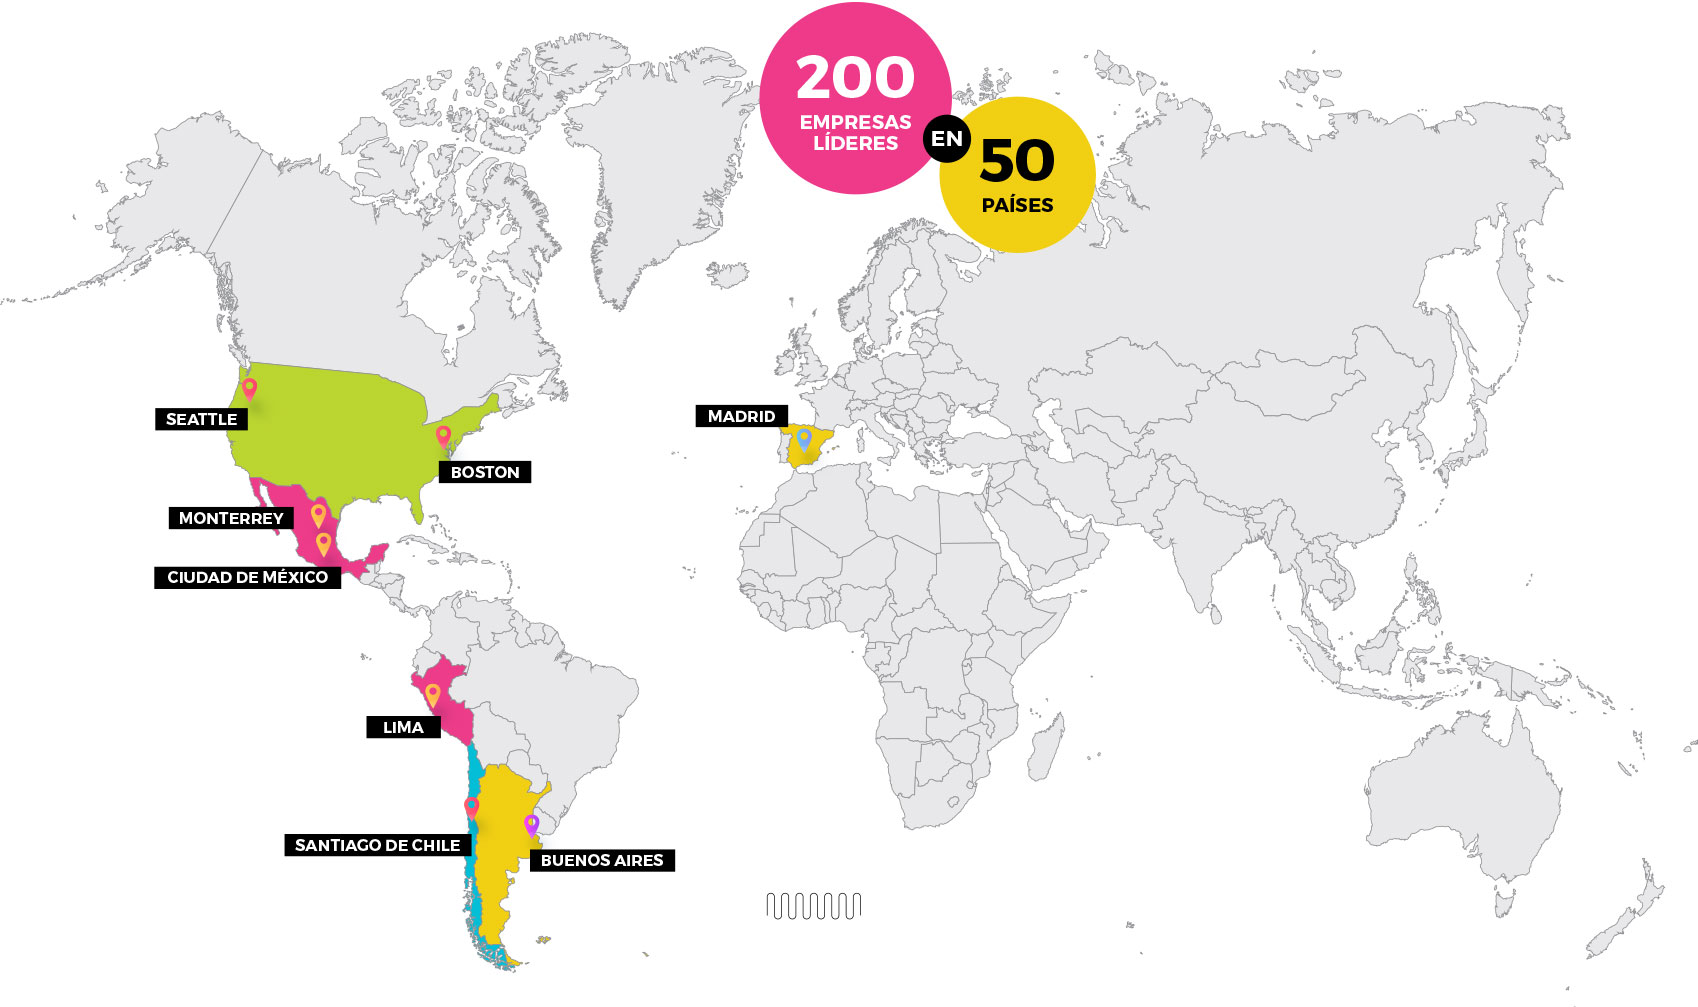 200
EMPRESAS
LÍDERES
EN
50
PAÍSES
SEATTLE
MADRID
BOSTON
MONTERREY
CIUDAD DE MÉXICO
LIMA
SANTIAGO DE CHILE
BUENOS AIRES